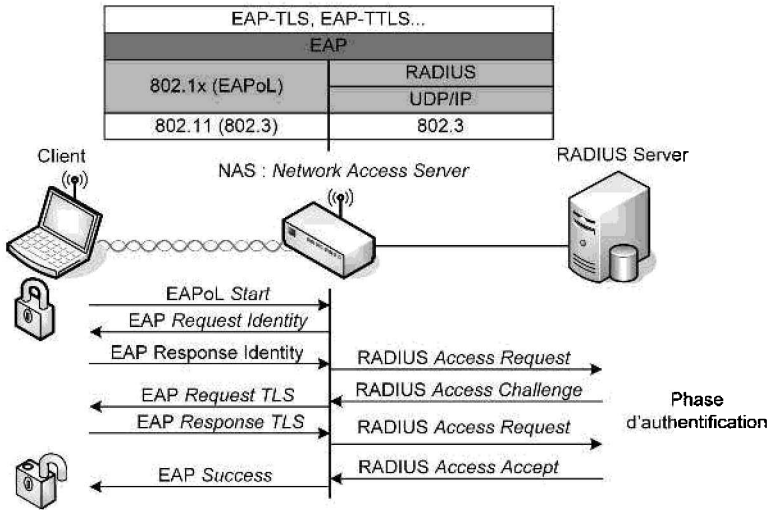 EAP-TLS, EAP-TTLS...
EAP
802.1x (EAPoL)
RADIUS
UDP/IP
802.11 (802.3)
802.3
Client
NAS : Network Access Server
RADIUS Server
EAPoL Start
EAP Request Identity
EAP Response Identity
RADIUS Access Request
EAP Request TLS
RADIUS Access Challenge
EAP Response TLS
RADIUS Access Request
Phase
d'authentification
EAP Success
RADIUS Access Accept